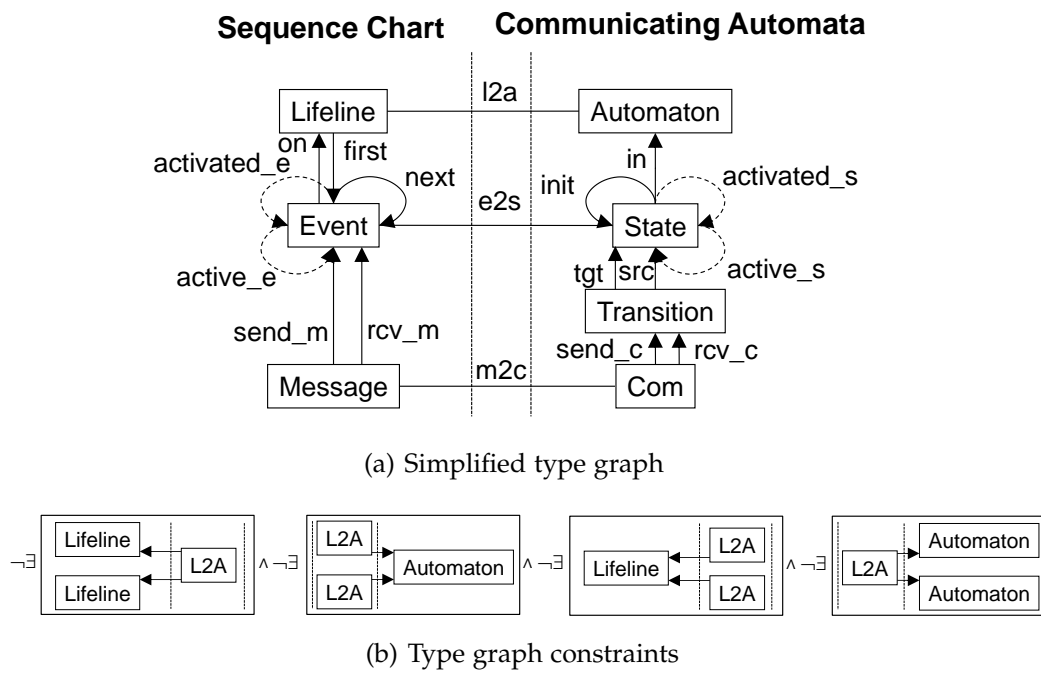 Sequence Chart Communicating Automata
l2a
Lifeline Automaton
on first in
activated_e activated_s
next init
e2s
Event State
active_e active_s
tgt src
Transition
send_m rcv_m send_c rcv_c
m2c
Message Com
(a) Simplified type graph
¬∃ Lifeline L2A Lifeline ∧ ¬∃ L2A Automaton L2A ∧ ¬∃ L2A Lifeline L2A ∧ ¬∃ Automaton L2A Automaton
(b) Type graph constraints